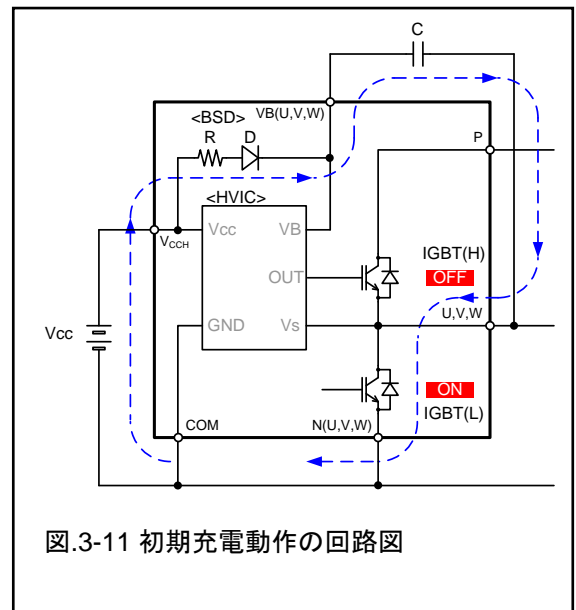 C
VB(U,V,W)
<BSD>
R D
P
<HVIC>
Vcc VB
VCCH
IGBT(H)
OUT
OFF
Vcc
GND Vs
U,V,W
ON
IGBT(L)
COM
N(U,V,W)
図.3-11 初期充電動作の回路図